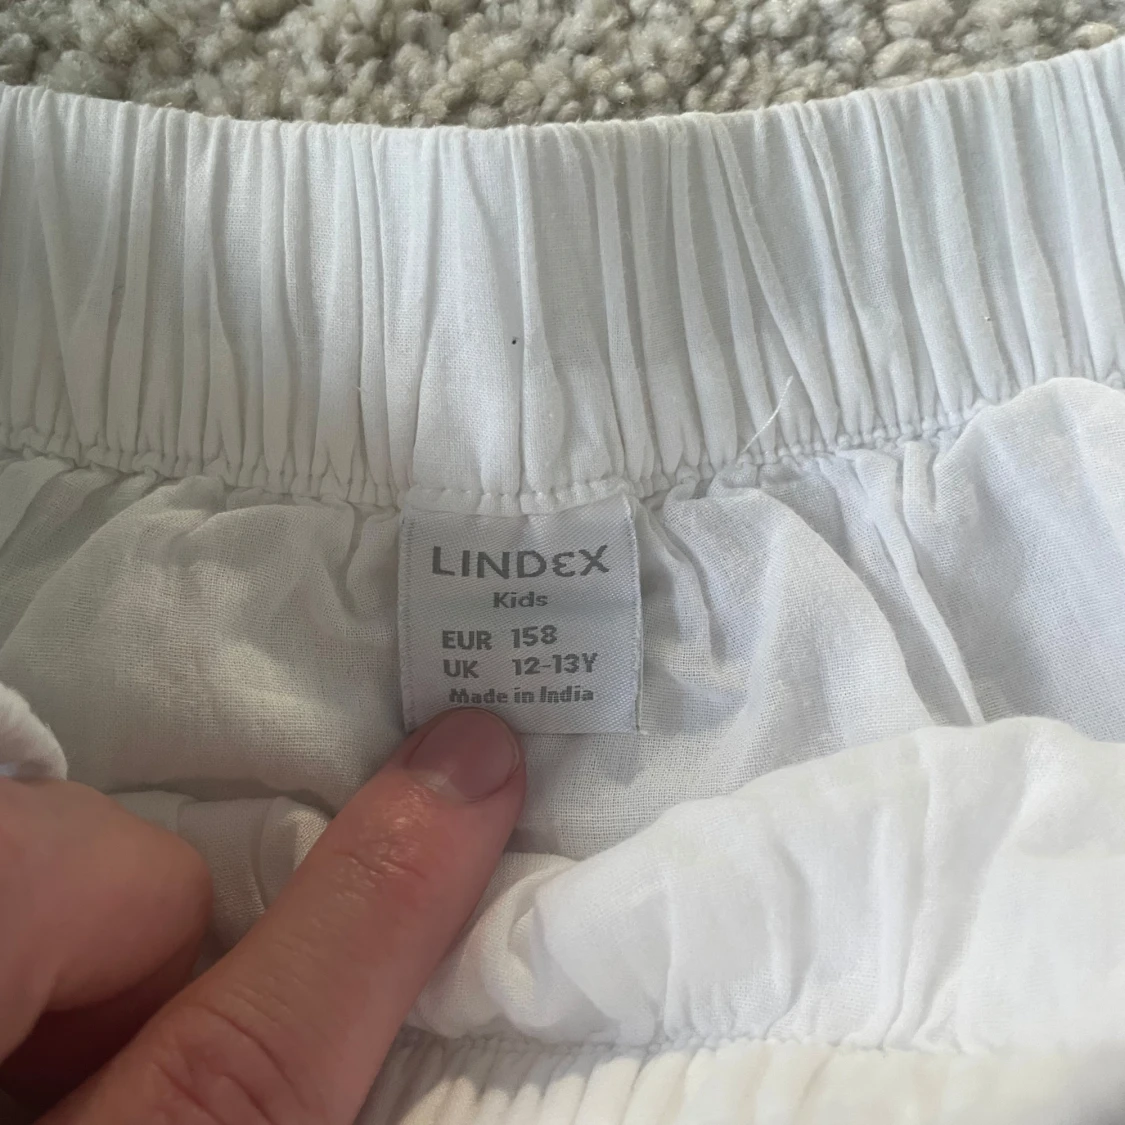 LINDEX
Kids
EUR 158
UK 12-13Y
Made in India